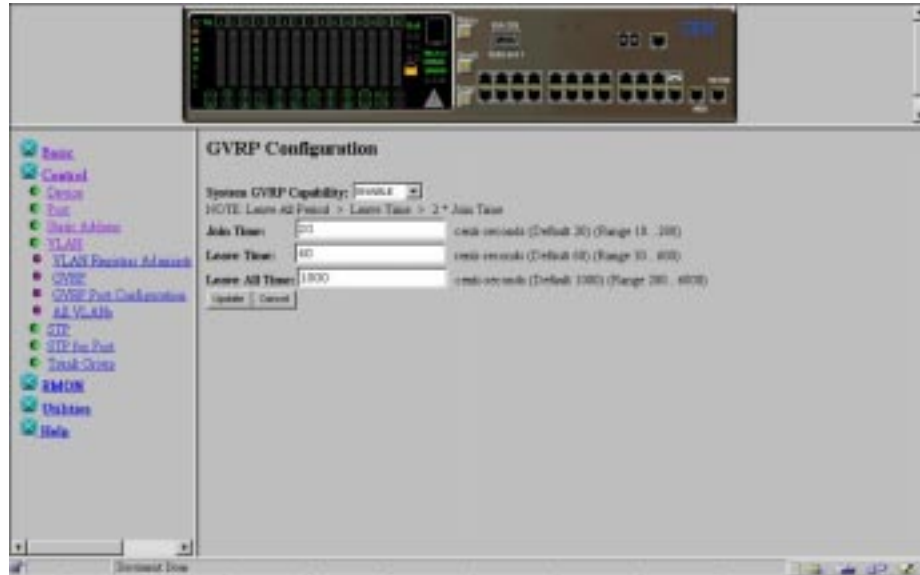 IBM
GVRP Configuration
System GVRP Capability: ENABLE
NOTE: Leave All Period > Leave Time > 2 * Join Time
Join Time: 20 centi-seconds (Default 20) (Range 10 .. 200)
Leave Time: 60 centi-seconds (Default 60) (Range 30 .. 600)
Leave All Time: 1000 centi-seconds (Default 1000) (Range 200 .. 6000)
Update Cancel
Basic
Control
Device
Port
Static Address
VLAN
GVRP
GVRP Port Configuration
All VLANs
STP
STP for Port
Trunk Group
RMON
Utilities
Help
Document: Done